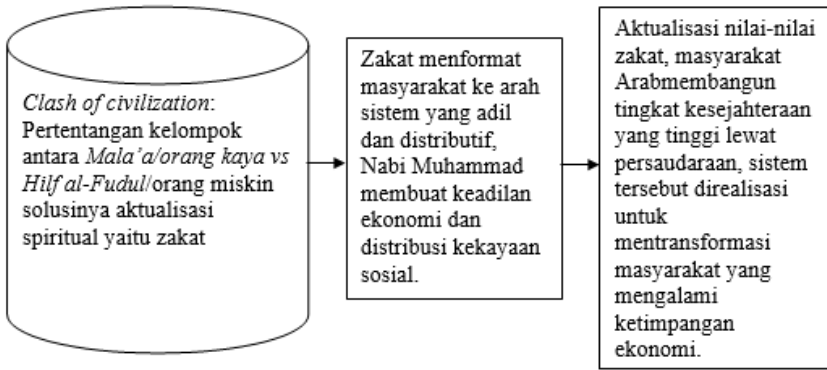 Clash of civilization:
Pertentangan kelompok
antara Mala’a/orang kaya vs
Hilf al-Fudul/orang miskin
solusinya aktualisasi
spiritual yaitu zakat
Zakat menformat
masyarakat ke arah
sistem yang adil
dan distributif,
Nabi Muhammad
membuat keadilan
ekonomi dan
distribusi kekayaan
sosial.
Aktualisasi nilai-nilai
zakat, masyarakat
Arabmembangun
tingkat kesejahteraan
yang tinggi lewat
persaudaraan, sistem
tersebut direalisasi
untuk
mentransformasi
masyarakat yang
mengalami
ketimpangan
ekonomi.